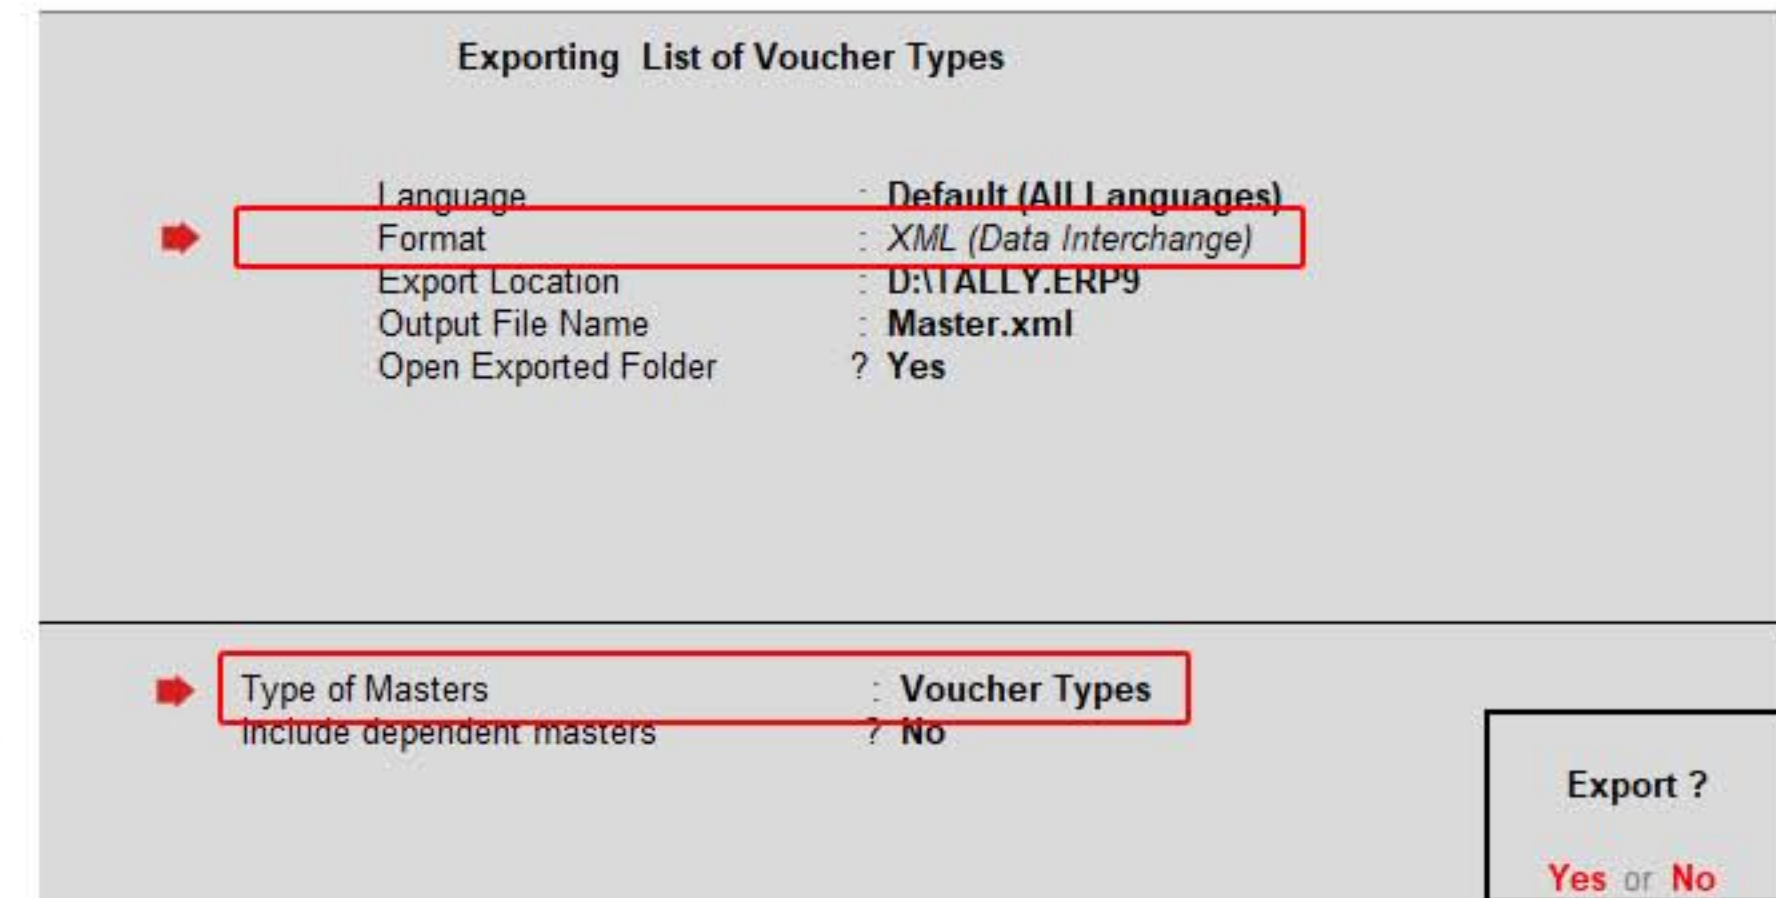 Exporting List of Voucher Types
Language : Default (All Languages)
Format : XML (Data Interchange)
Export Location : D:\TALLY.ERP9
Output File Name : Master.xml
Open Exported Folder ? Yes
Type of Masters : Voucher Types
Include dependent masters ? No
Export ?
Yes or No